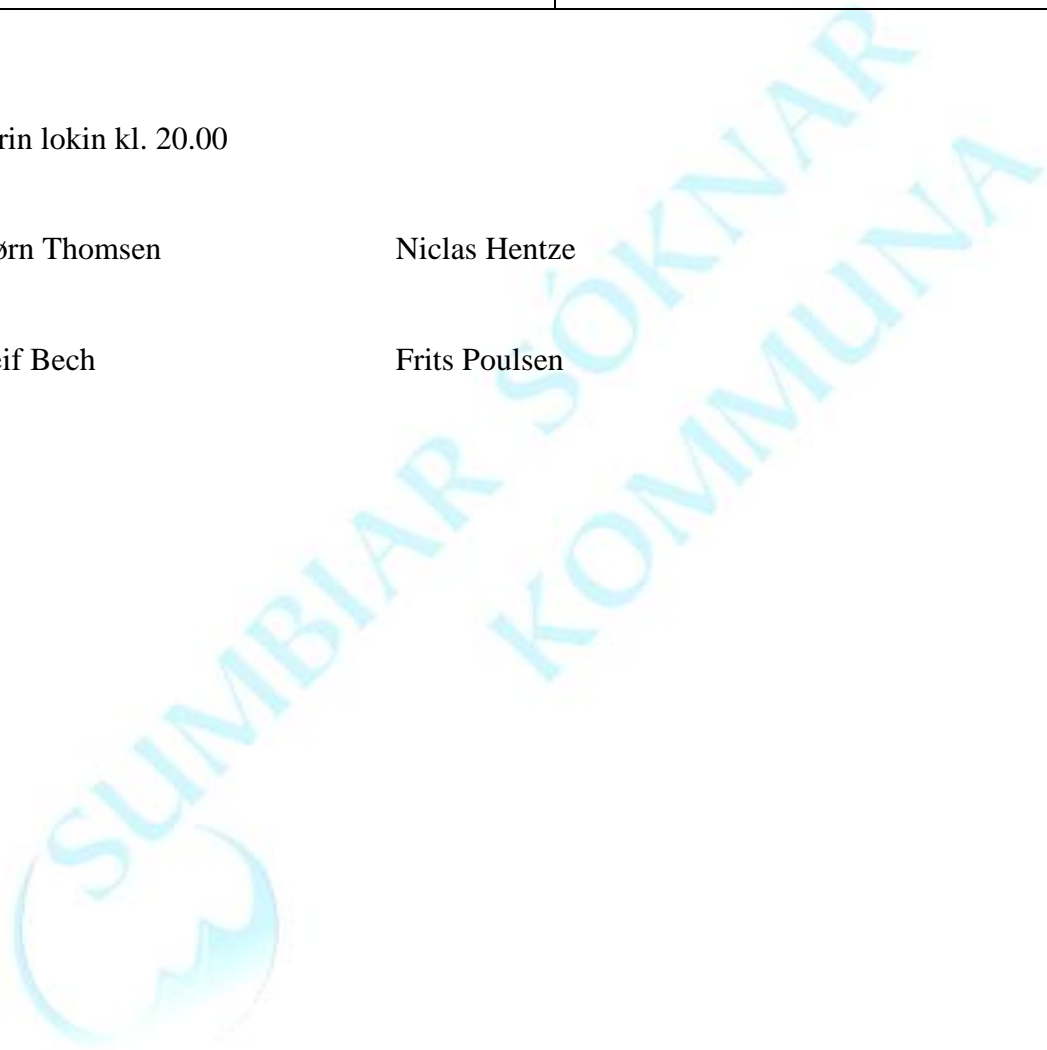 rin lokin kl. 20.00
ørn Thomsen Niclas Hentze
eif Bech Frits Poulsen
SUMBIAR SÓKNAR
KOMMUNA